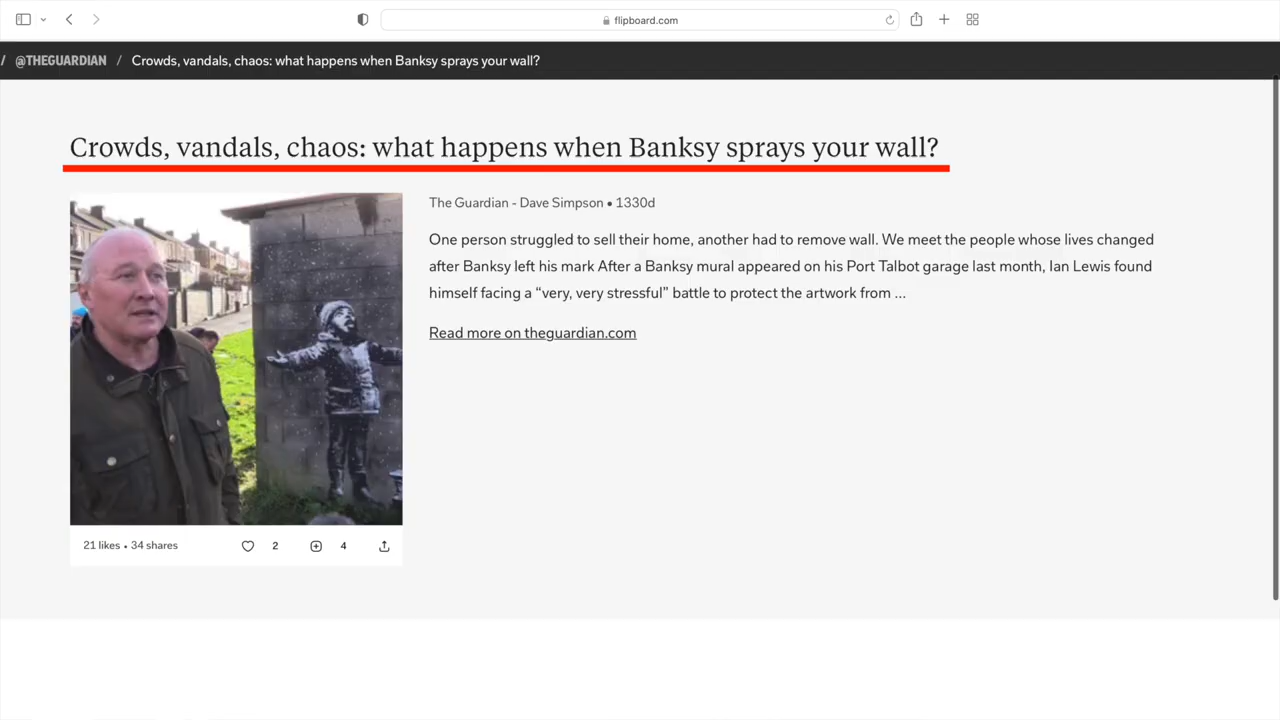 flipboard.com
/ @THEGUARDIAN / Crowds, vandals, chaos: what happens when Banksy sprays your wall?
Crowds, vandals, chaos: what happens when Banksy sprays your wall?
The Guardian - Dave Simpson • 1330d
One person struggled to sell their home, another had to remove wall. We meet the people whose lives changed
after Banksy left his mark After a Banksy mural appeared on his Port Talbot garage last month, Ian Lewis found
himself facing a “very, very stressful” battle to protect the artwork from ...
Read more on theguardian.com
21 likes • 34 shares 2 4